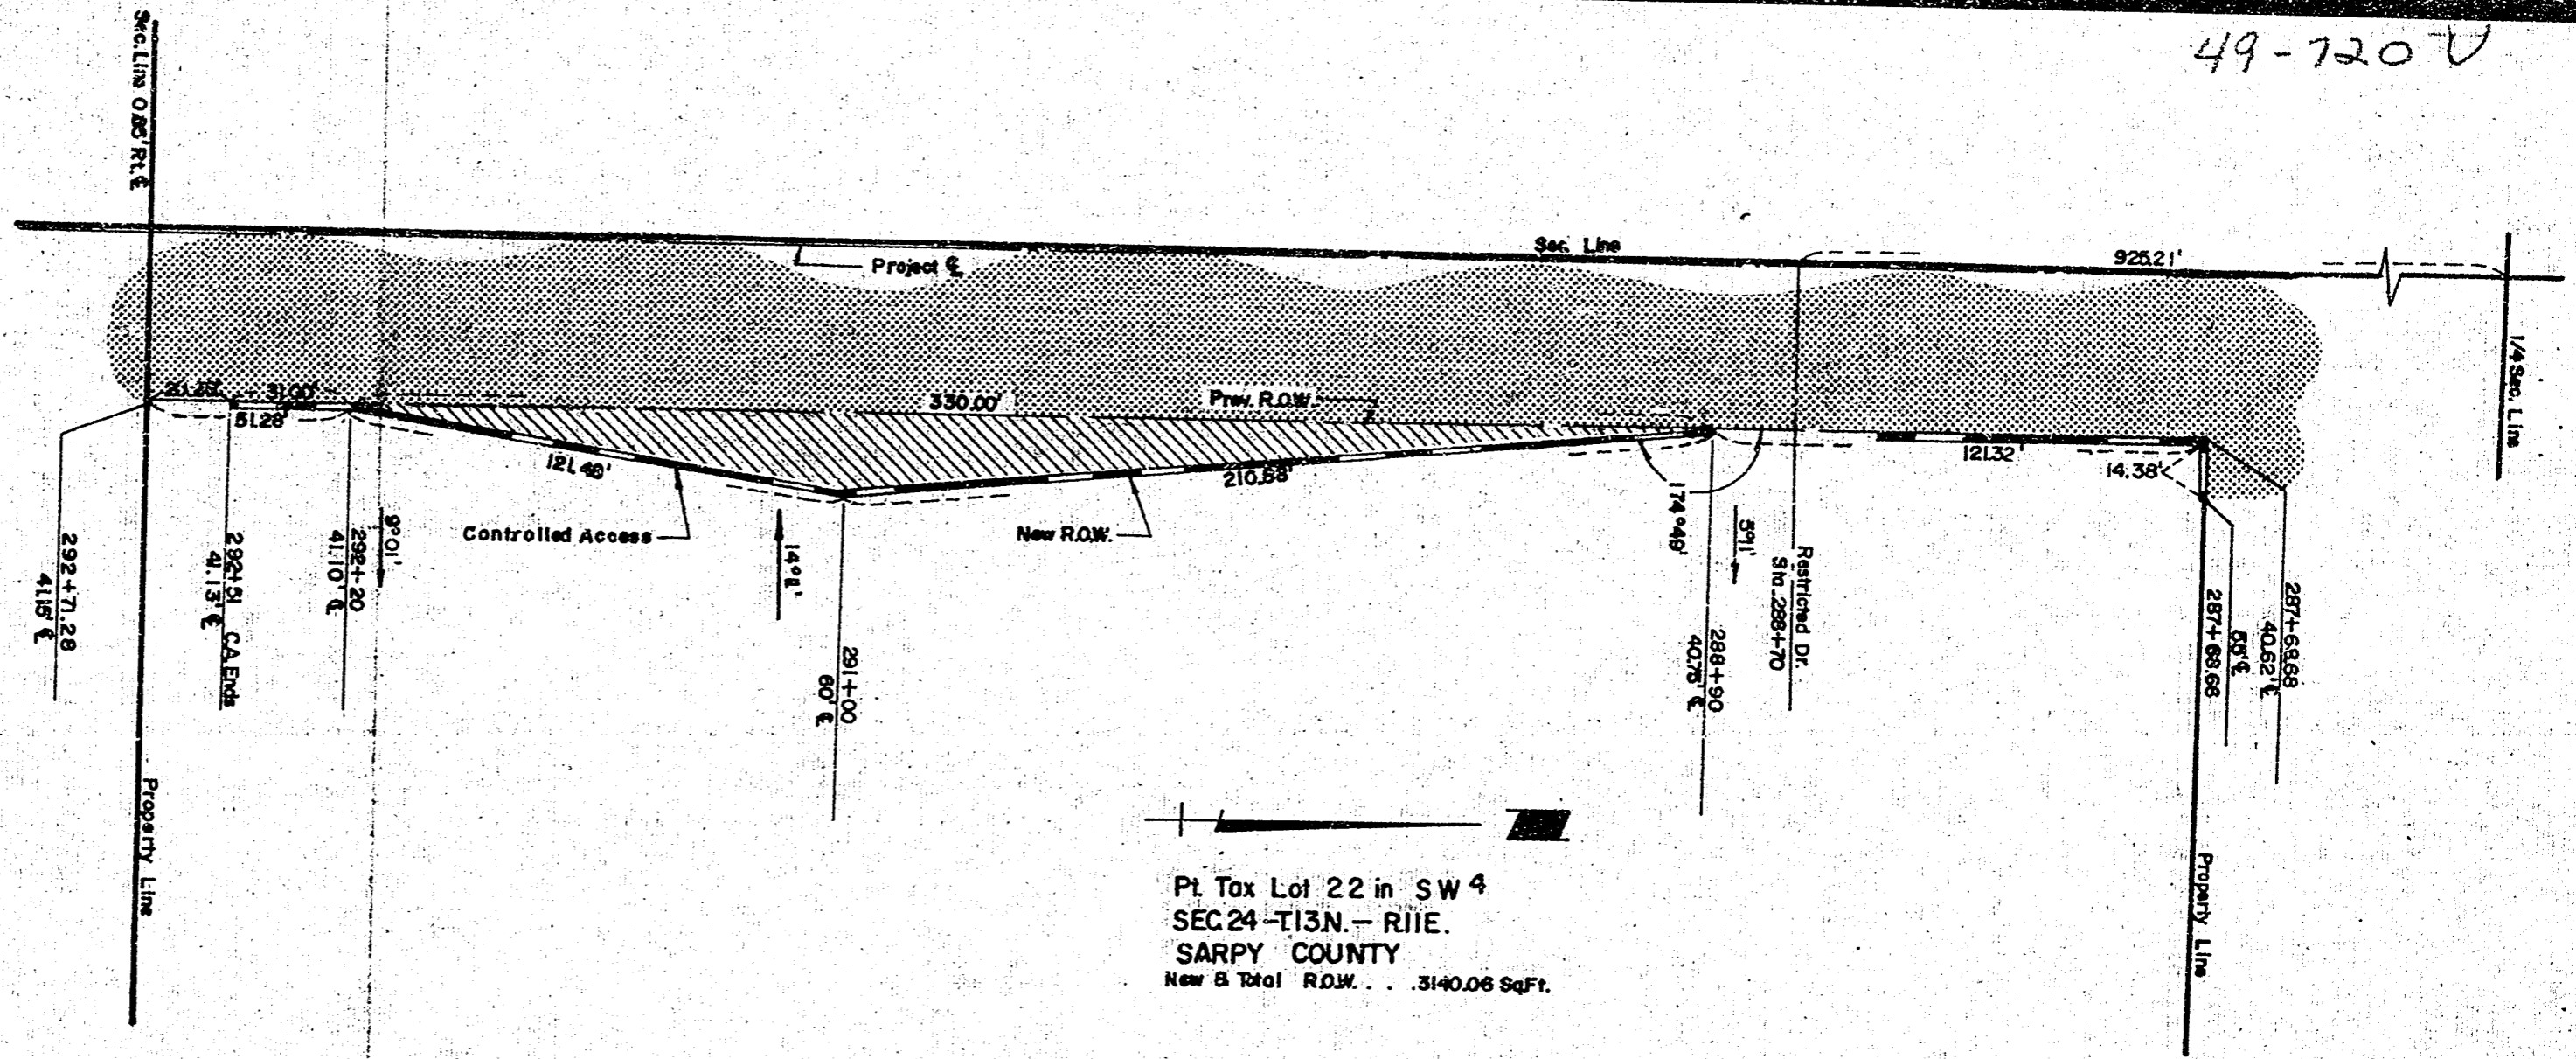 49-720 V
Sec. Line 0.85' Rt. ℄
Sec. Line
925.21'
Project ℄
1/4 Sec. Line
31.00'
51.28'
330.00'
Prev. R.O.W.
121.48'
210.88'
121.32'
14.38'
Controlled Access
New R.O.W.
9°01'
14°11'
174°49'
5°11'
Restricted Dr.
Sta. 288+70
292+71.28
41.15' ℄
292+51 C.A. Ends
41.13' ℄
292+20
41.10' ℄
291+00
60' ℄
288+90
40.75' ℄
287+68.68
55' ℄
287+68.68
40.62' ℄
Property Line
Property Line
Pt. Tax Lot 22 in SW 4
SEC 24-T13N.-R11E.
SARPY COUNTY
New & Total R.O.W. . . .3140.06 Sq.Ft.